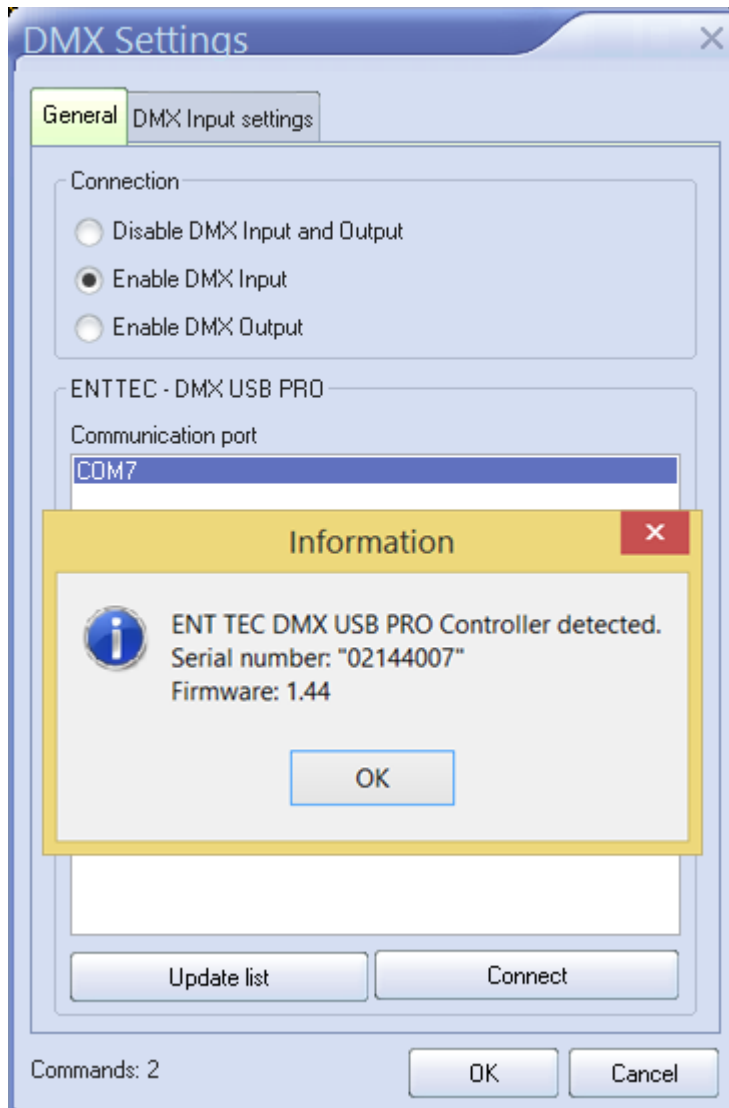 DMX Settings
General
DMX Input settings
Connection
Disable DMX Input and Output
Enable DMX Input
Enable DMX Output
ENTTEC - DMX USB PRO
Communication port
COM7
Information
ENT TEC DMX USB PRO Controller detected.
Serial number: "02144007"
Firmware: 1.44
OK
Update list
Connect
Commands: 2
OK
Cancel